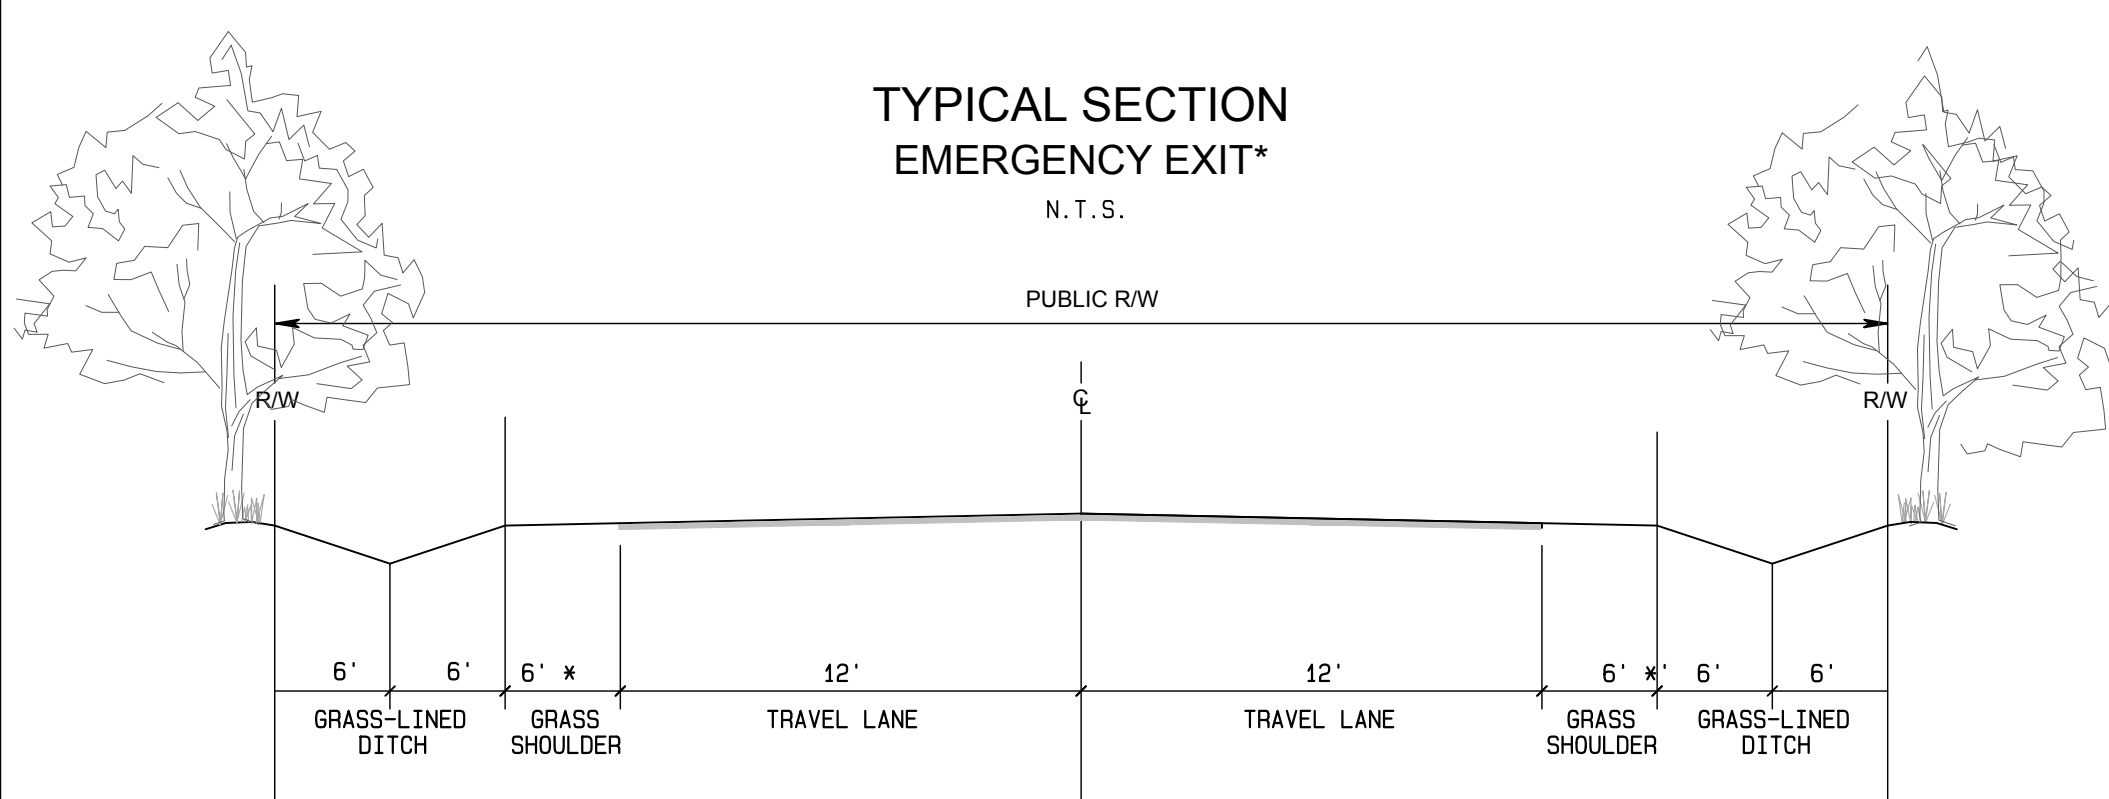 TYPICAL SECTION
EMERGENCY EXIT*
N.T.S.
PUBLIC R/W
R/W ℄ R/W
6' 6' 6' * 12' 12' 6' *' 6' 6'
GRASS-LINED GRASS TRAVEL LANE TRAVEL LANE GRASS GRASS-LINED
DITCH SHOULDER SHOULDER DITCH